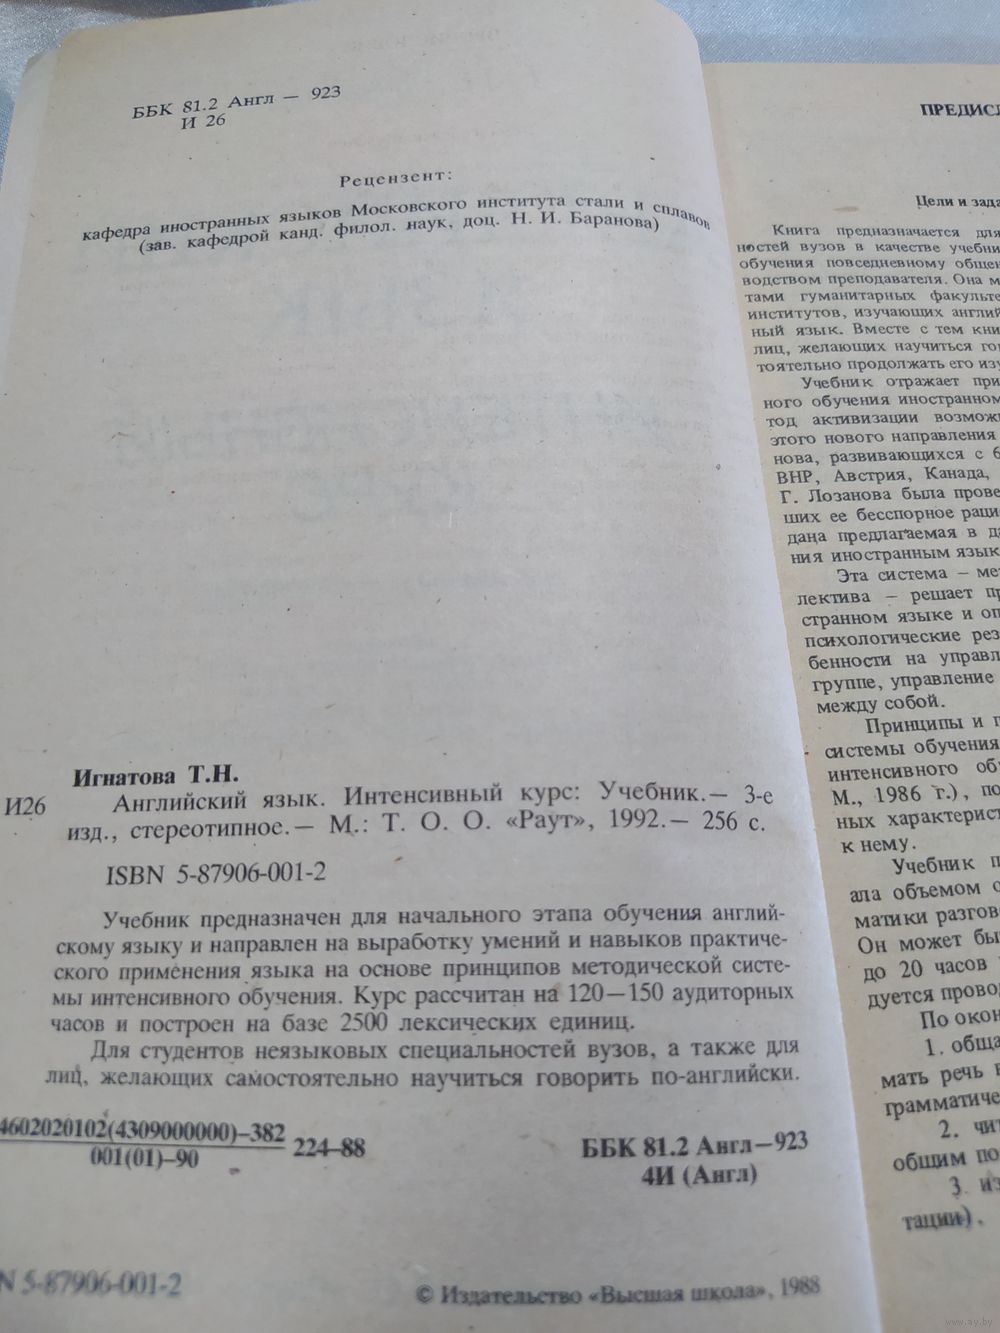 ББК 81.2 Англ — 923
И 26
Рецензент:
кафедра иностранных языков Московского института стали и сплавов
(зав. кафедрой канд. филол. наук, доц. Н. И. Баранова)
Игнатова Т.Н.
И26 Английский язык. Интенсивный курс: Учебник.— 3-е
изд., стереотипное.— М.: Т. О. О. «Раут», 1992.— 256 с.
ISBN 5-87906-001-2
Учебник предназначен для начального этапа обучения англий-
скому языку и направлен на выработку умений и навыков практиче-
ского применения языка на основе принципов методической систе-
мы интенсивного обучения. Курс рассчитан на 120—150 аудиторных
часов и построен на базе 2500 лексических единиц.
Для студентов неязыковых специальностей вузов, а также для
лиц, желающих самостоятельно научиться говорить по-английски.
4602020102(4309000000)—382
001(01)—90
224—88
ББК 81.2 Англ—923
4И (Англ)
N 5-87906-001-2
© Издательство «Высшая школа», 1988
ПРЕДИСЛ
Цели и зада
Книга предназначается для
ностей вузов в качестве учебни
обучения повседневному общен
водством преподавателя. Она м
тами гуманитарных факульте
институтов, изучающих англий
ный язык. Вместе с тем кни
лиц, желающих научиться го
тоятельно продолжать его изу
Учебник отражает при
ного обучения иностранном
тод активизации возмож
этого нового направления
нова, развивающихся с 6
ВНР, Австрия, Канада,
Г. Лозанова была прове
ших ее бесспорное раци
дана предлагаемая в да
ния иностранным язык
Эта система – ме
лектива – решает пр
странном языке и оп
психологические рез
бенности на управл
группе, управление
между собой.
Принципы и п
системы обучения
интенсивного об
М., 1986 г.), по
ных характерист
к нему.
Учебник п
ала объемом о
матики разгов
Он может бы
до 20 часов
дуется провод
По окон
1. обща
мать речь
грамматиче
2. чит
общим по
3. из
тации).
www.ay.by